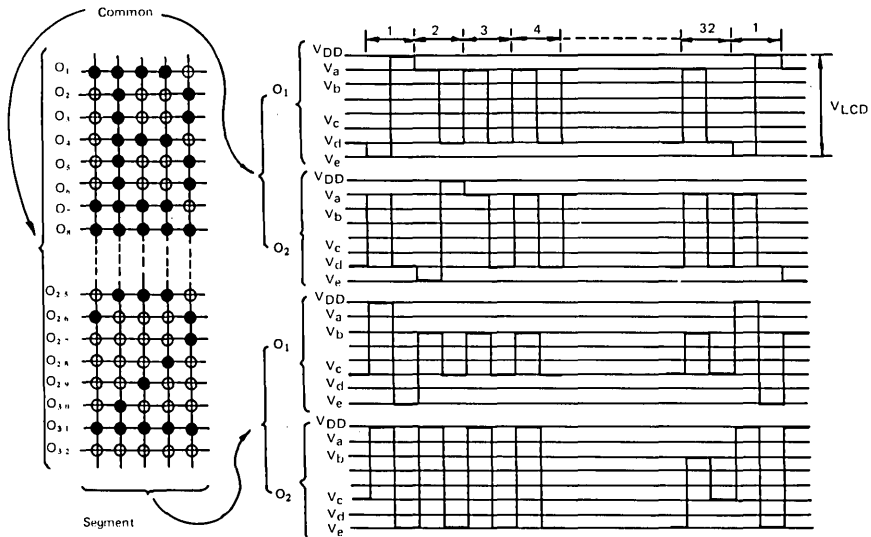 Common
O1
O2
O3
O4
O5
O6
O7
O8
O25
O26
O27
O28
O29
O30
O31
O32
Segment
1 2 3 4 32 1
VDD
Va
Vb
Vc
Vd
Ve
O1
VLCD
VDD
Va
Vb
Vc
Vd
Ve
O2
VDD
Va
Vb
Vc
Vd
Ve
O1
VDD
Va
Vb
Vc
Vd
Ve
O2